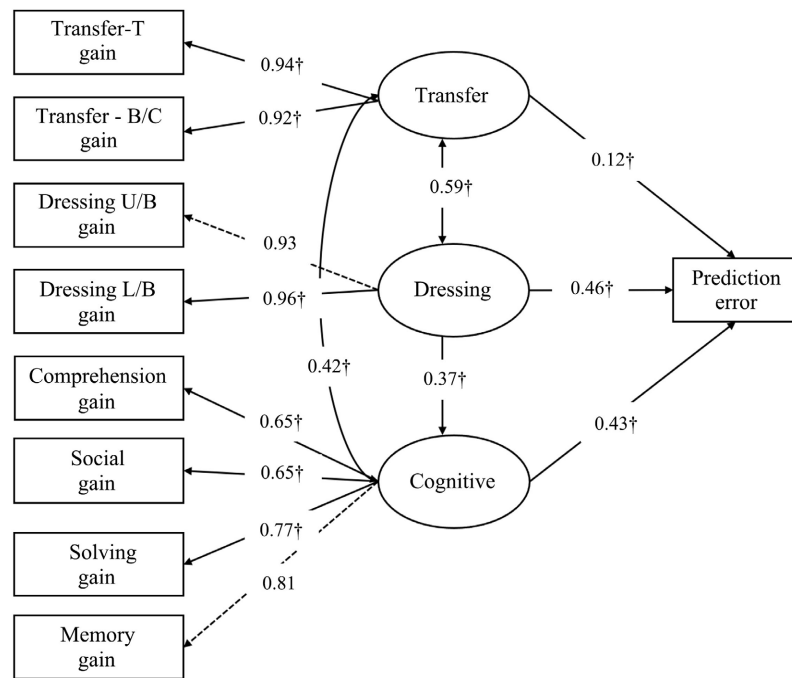 Transfer-T
gain
Transfer - B/C
gain
Dressing U/B
gain
Dressing L/B
gain
Comprehension
gain
Social
gain
Solving
gain
Memory
gain
0.94†
0.92†
0.93
0.96†
0.42†
0.65†
0.65†
0.77†
0.81
Transfer
0.59†
Dressing
0.37†
Cognitive
0.12†
0.46†
0.43†
Prediction
error